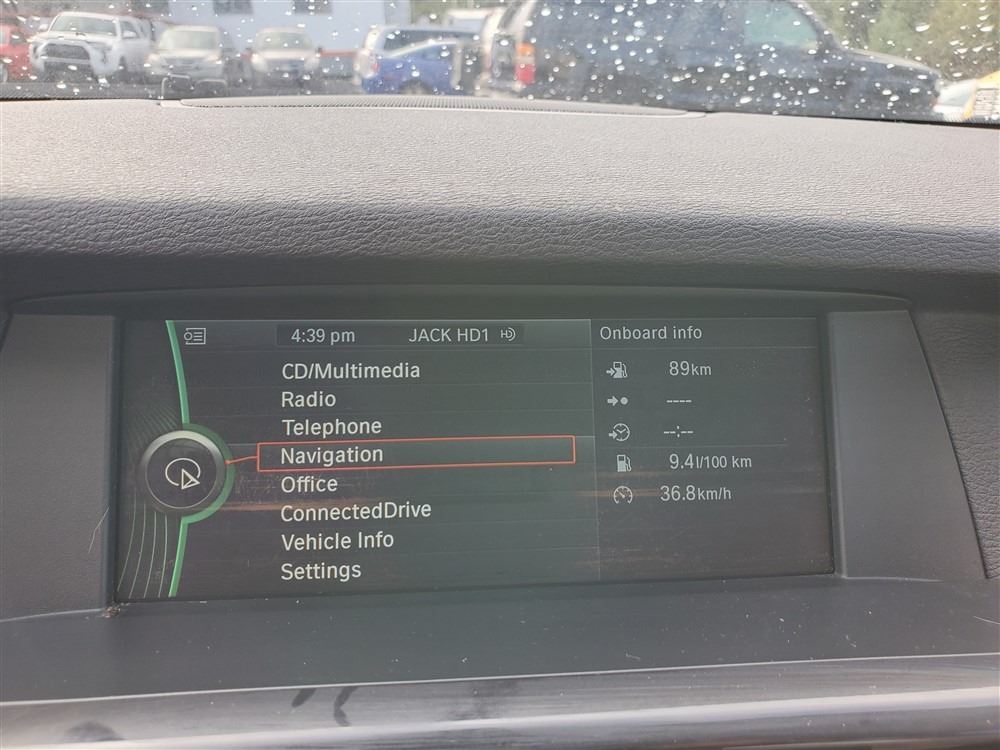 4:39 pm JACK HD1 HD
CD/Multimedia
Radio
Telephone
Navigation
Office
ConnectedDrive
Vehicle Info
Settings
Onboard info
89km
----
--:--
9.4l/100 km
36.8km/h